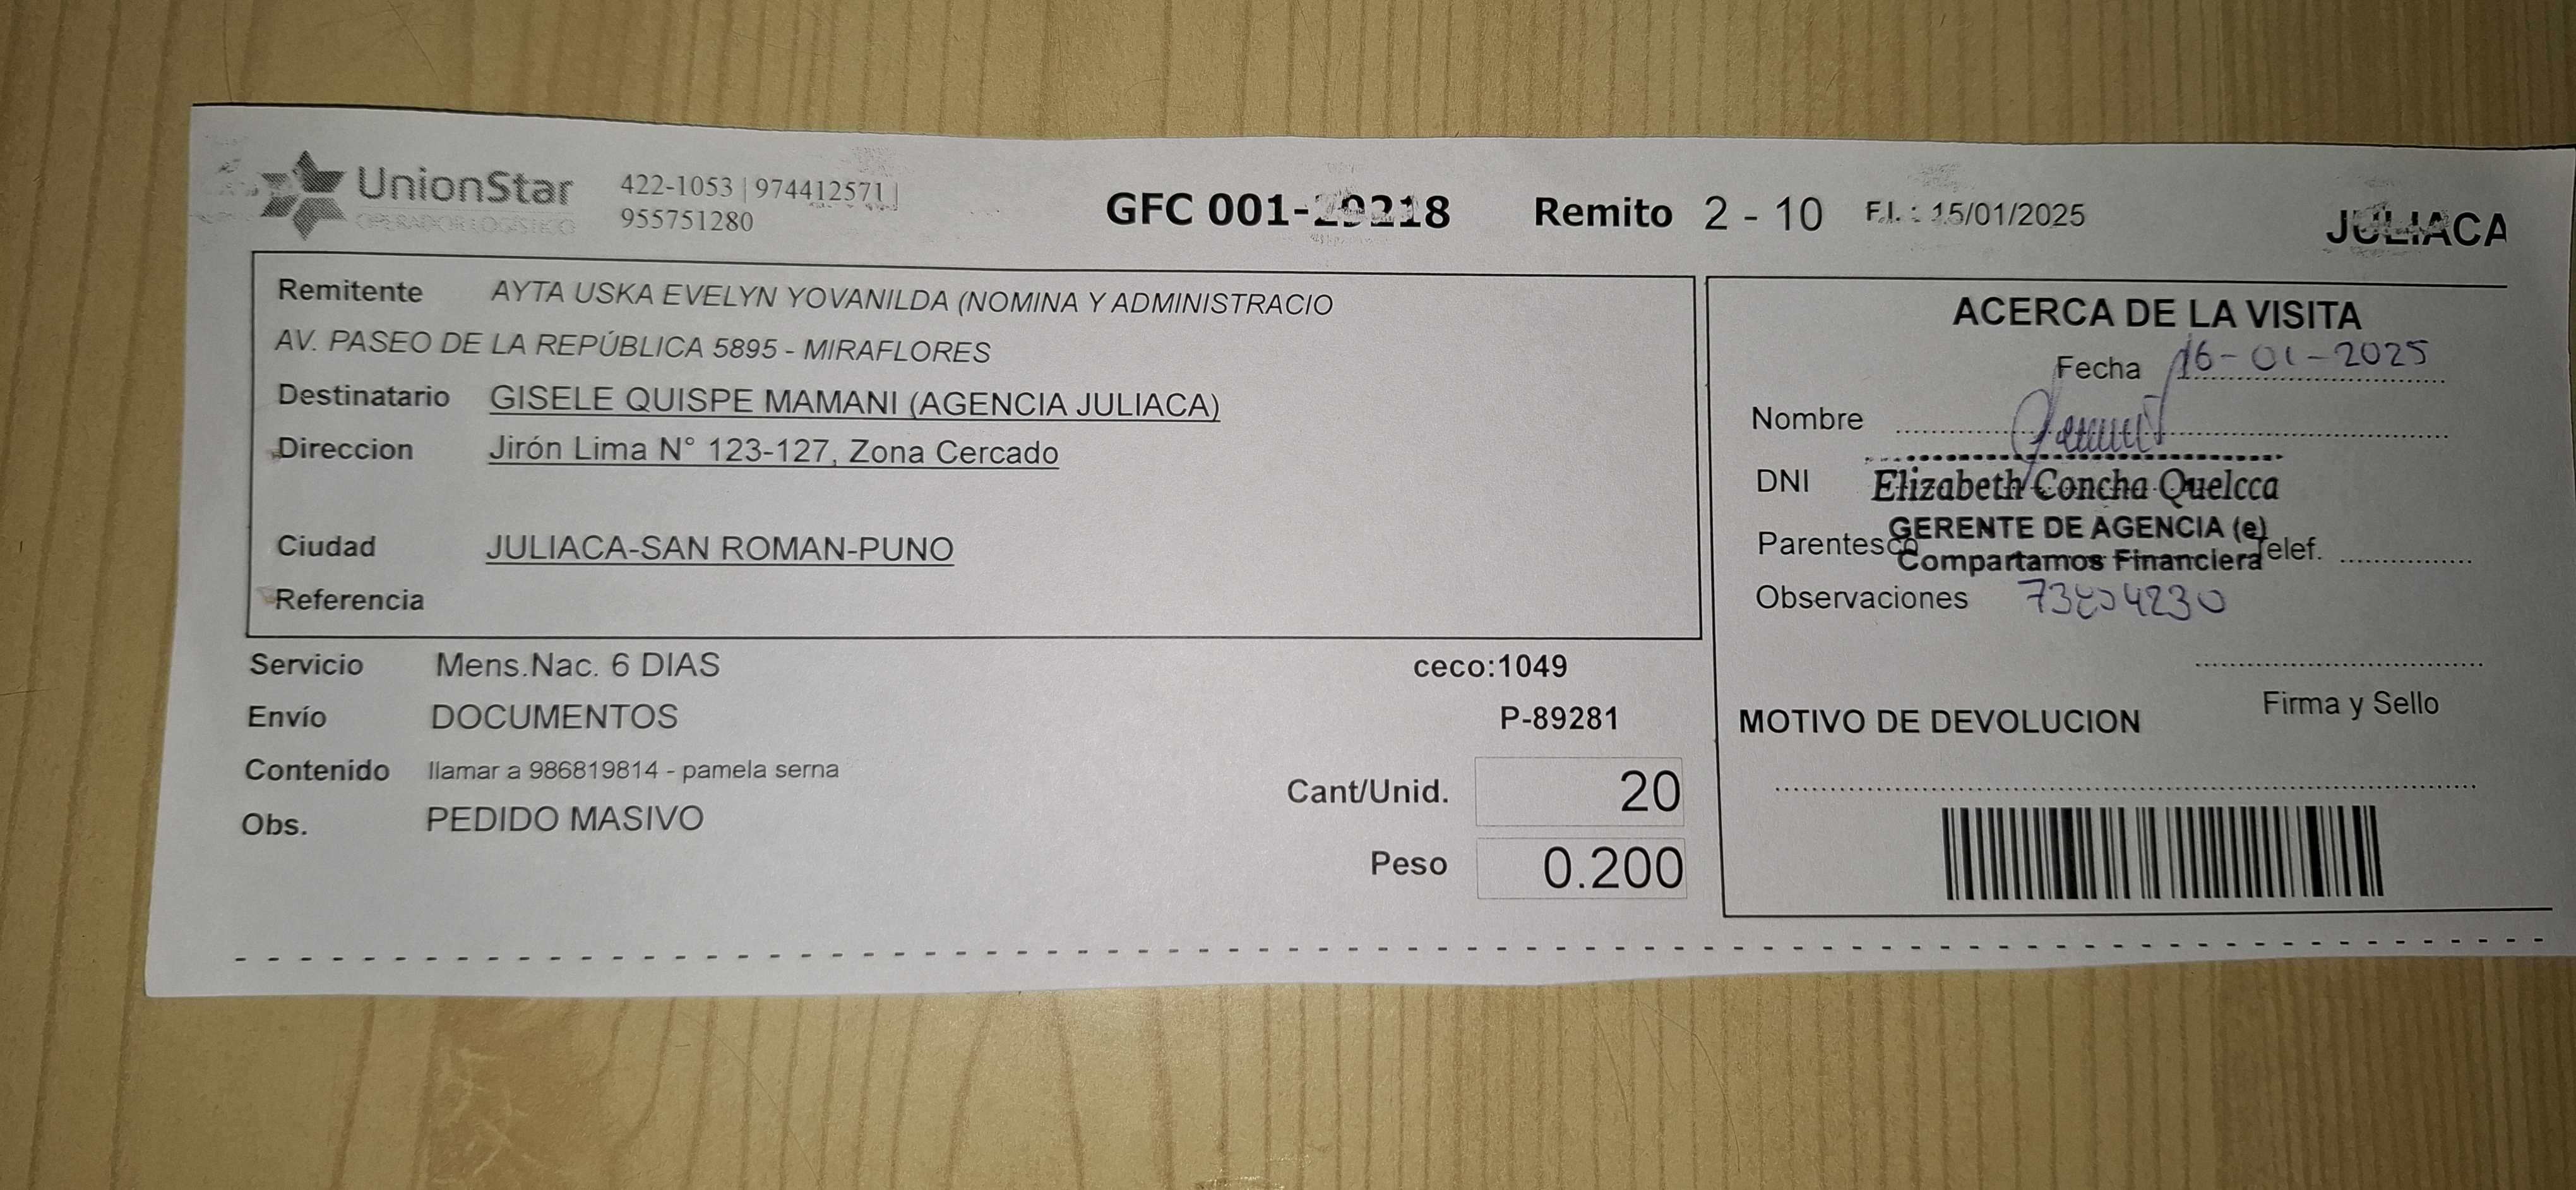 UnionStar
OPERADOR LOGÍSTICO
422-1053 | 974412571 |
955751280
GFC 001-29218
Remito 2 - 10
F.I. : 15/01/2025
JULIACA
Remitente AYTA USKA EVELYN YOVANILDA (NOMINA Y ADMINISTRACIO
AV. PASEO DE LA REPÚBLICA 5895 - MIRAFLORES
Destinatario GISELE QUISPE MAMANI (AGENCIA JULIACA)
Direccion Jirón Lima N° 123-127, Zona Cercado
Ciudad JULIACA-SAN ROMAN-PUNO
Referencia
Servicio Mens.Nac. 6 DIAS
ceco:1049
Envío DOCUMENTOS
P-89281
Contenido llamar a 986819814 - pamela serna
Obs. PEDIDO MASIVO
Cant/Unid. 20
Peso 0.200
ACERCA DE LA VISITA
Fecha 16-01-2025
Nombre
DNI
Elizabeth Concha Quelcca
GERENTE DE AGENCIA (e)
Compartamos Financiera
Parentesco
Telef.
Observaciones
Firma y Sello
MOTIVO DE DEVOLUCION